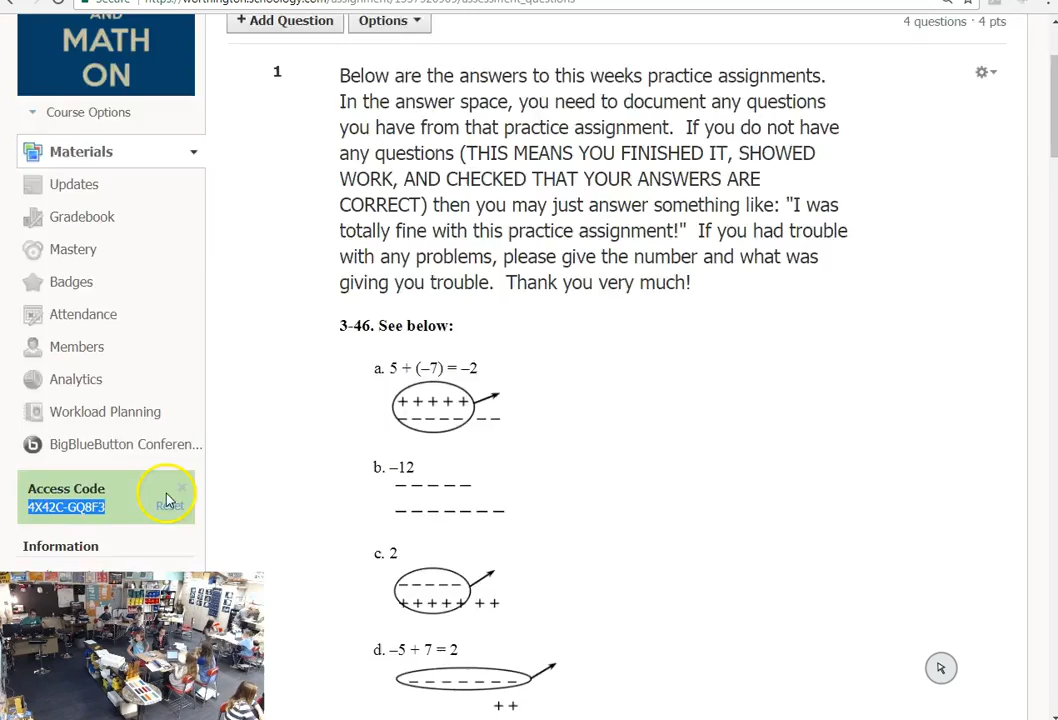 AND
MATH
ON
Course Options
Materials
Updates
Gradebook
Mastery
Badges
Attendance
Members
Analytics
Workload Planning
BigBlueButton Conferen...
Access Code
4X42C-GQ8F3
Reset
Information
+ Add Question
Options
4 questions · 4 pts
1
Below are the answers to this weeks practice assignments.
In the answer space, you need to document any questions
you have from that practice assignment. If you do not have
any questions (THIS MEANS YOU FINISHED IT, SHOWED
WORK, AND CHECKED THAT YOUR ANSWERS ARE
CORRECT) then you may just answer something like: "I was
totally fine with this practice assignment!" If you had trouble
with any problems, please give the number and what was
giving you trouble. Thank you very much!
3-46. See below:
a. 5 + (–7) = –2
+ + + + +
– – – – – – –
b. –12
– – – – –
– – – – – – –
c. 2
– – – – –
+ + + + + + +
d. –5 + 7 = 2
– – – – – – –
+ +